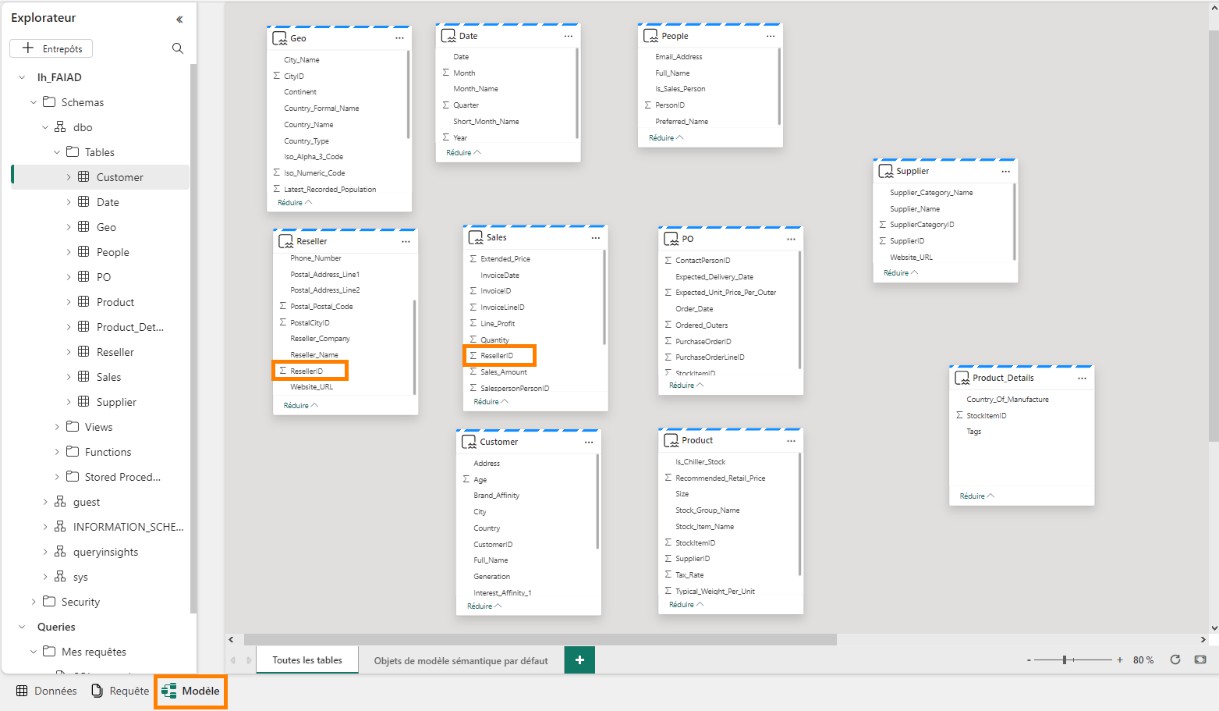 Explorateur
«
+ Entrepôts
lh_FAIAD
Schemas
dbo
Tables
Customer
Date
Geo
People
PO
Product
Product_Det...
Reseller
Sales
Supplier
Views
Functions
Stored Proced...
guest
INFORMATION_SCHE...
queryinsights
sys
Security
Queries
Mes requêtes
Geo
...
City_Name
Σ CityID
Continent
Country_Formal_Name
Country_Name
Country_Type
Iso_Alpha_3_Code
Σ Iso_Numeric_Code
Σ Latest_Recorded_Population
Réduire
Date
...
Date
Σ Month
Month_Name
Σ Quarter
Short_Month_Name
Σ Year
Réduire
People
...
Email_Address
Full_Name
Is_Sales_Person
Σ PersonID
Preferred_Name
Réduire
Supplier
...
Supplier_Category_Name
Supplier_Name
Σ SupplierCategoryID
Σ SupplierID
Website_URL
Réduire
Reseller
...
Phone_Number
Postal_Address_Line1
Postal_Address_Line2
Σ Postal_Postal_Code
Σ PostalCityID
Reseller_Company
Reseller_Name
Σ ResellerID
Website_URL
Réduire
Sales
...
Σ Extended_Price
InvoiceDate
Σ InvoiceID
Σ InvoiceLineID
Σ Line_Profit
Σ Quantity
Σ ResellerID
Σ Sales_Amount
Σ SalespersonPersonID
Réduire
PO
...
Σ ContactPersonID
Expected_Delivery_Date
Σ Expected_Unit_Price_Per_Outer
Order_Date
Σ Ordered_Outers
Σ PurchaseOrderID
Σ PurchaseOrderLineID
Σ StockItemID
Réduire
Product_Details
...
Country_Of_Manufacture
Σ StockItemID
Tags
Réduire
Customer
...
Address
Σ Age
Brand_Affinity
City
Country
CustomerID
Full_Name
Generation
Interest_Affinity_1
Réduire
Product
...
Is_Chiller_Stock
Σ Recommended_Retail_Price
Size
Stock_Group_Name
Stock_Item_Name
Σ StockItemID
Σ SupplierID
Σ Tax_Rate
Σ Typical_Weight_Per_Unit
Réduire
Toutes les tables
Objets de modèle sémantique par défaut
+
- + 80 %
Données
Requête
Modèle